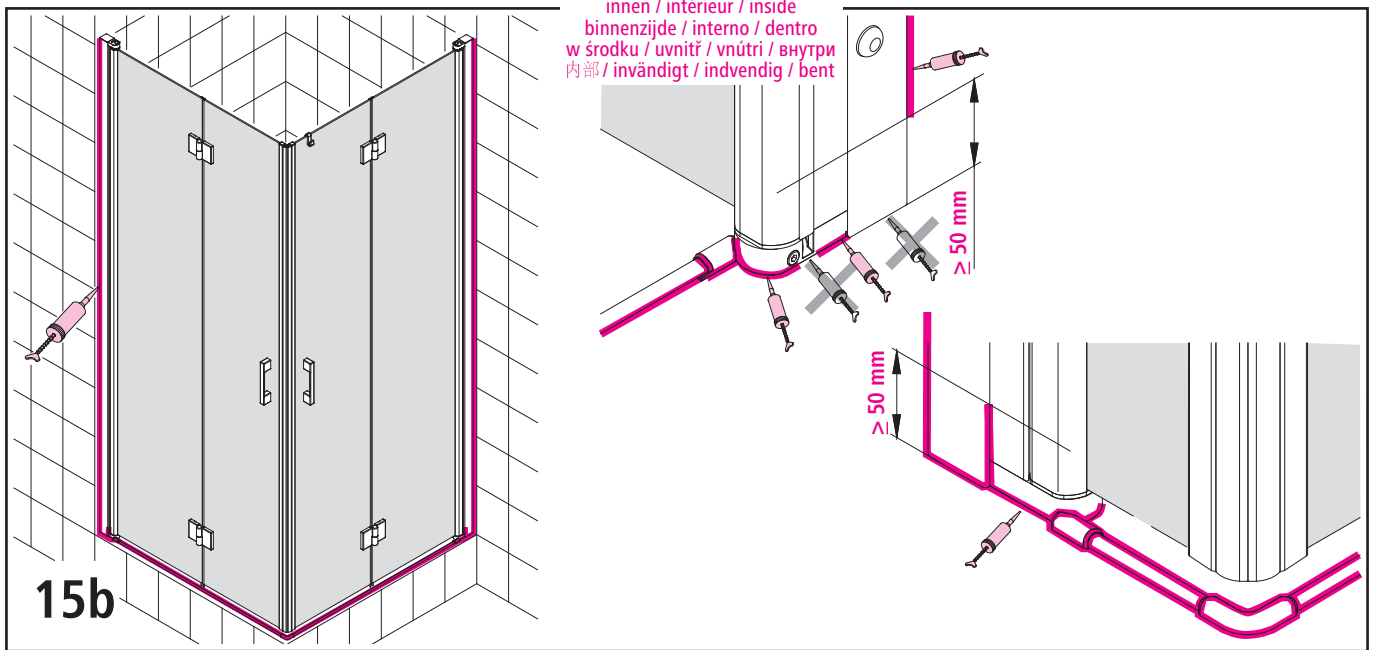 innen / intérieur / inside
binnenzijde / interno / dentro
w środku / uvnitř / vnútri / внутри
内部 / invändigt / indvendig / bent
≥ 50 mm
≥ 50 mm
15b